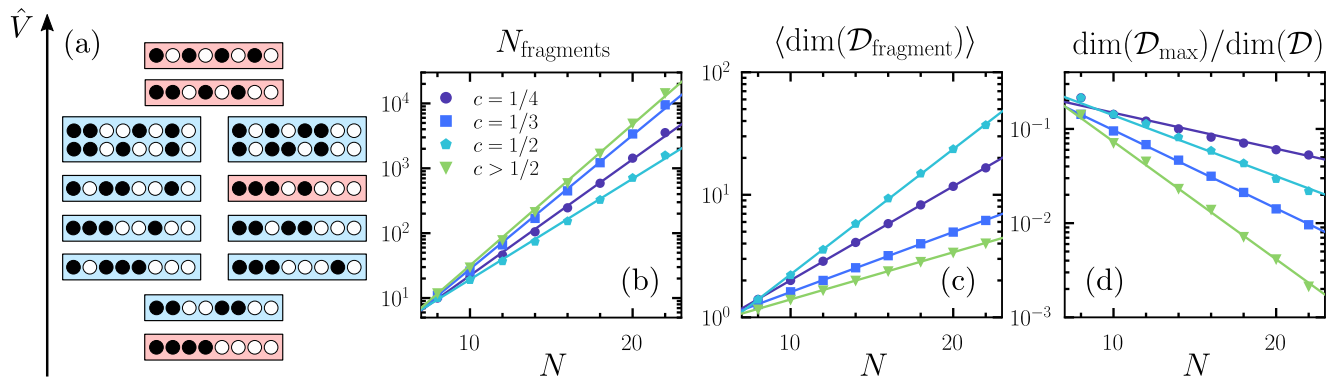 V̂
(a)
N_fragments
10^4
10^3
10^2
10^1
c = 1/4
c = 1/3
c = 1/2
c > 1/2
(b)
10 20
N
⟨dim(𝒟_fragment)⟩
10^2
10^1
10^0
(c)
10 20
N
dim(𝒟_max)/dim(𝒟)
10^−1
10^−2
10^−3
(d)
10 20
N